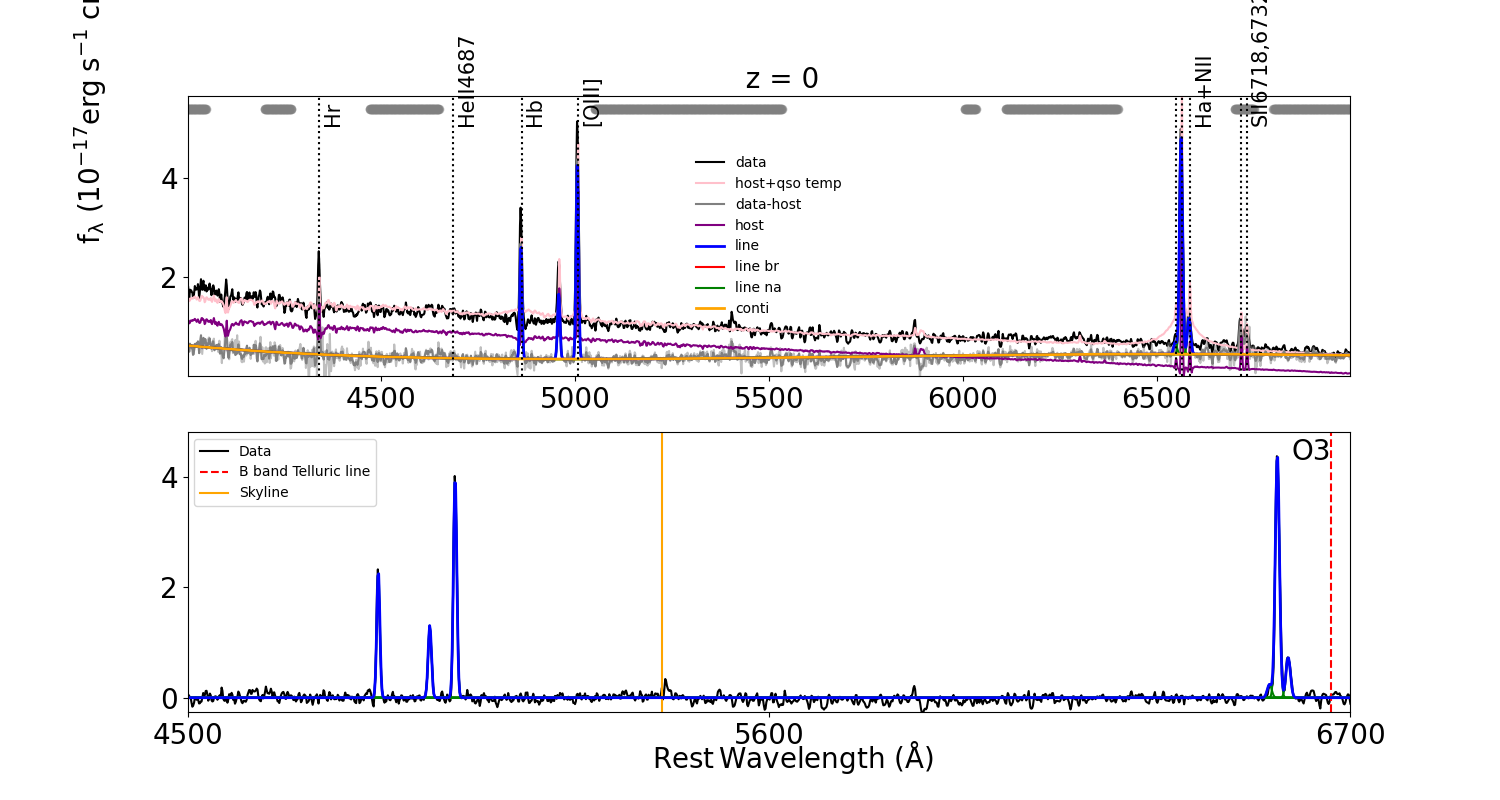 z = 0
f_λ (10^−17 erg s^−1
Hr
HeII4687
Hb
[OIII]
Ha+NII
SII6718,6732
4
2
data
host+qso temp
data-host
host
line
line br
line na
conti
4500 5000 5500 6000 6500
Data
B band Telluric line
Skyline
O3
4
2
0
4500 5600 6700
Rest Wavelength (Å)